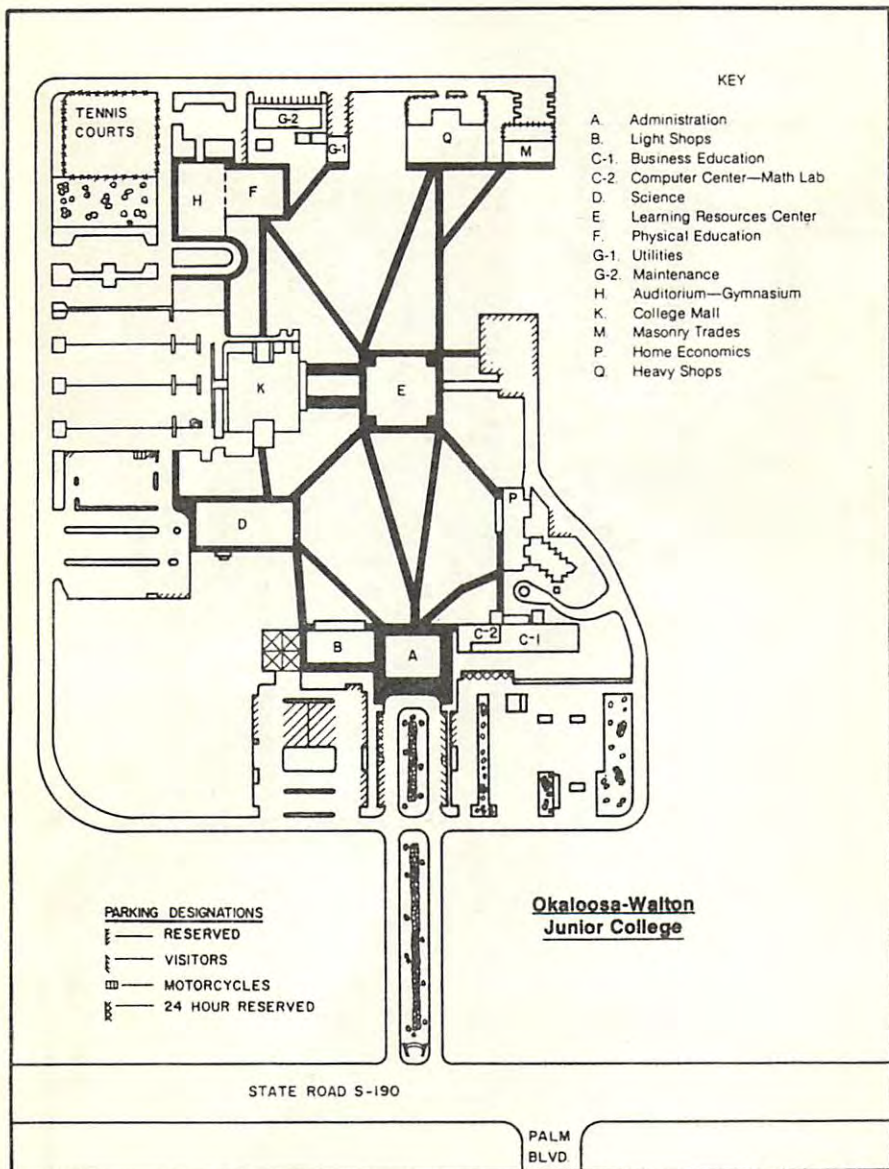 TENNIS
COURTS
G-2
G-1
Q
M
H
F
K
E
D
P
B
A
C-2
C-1
KEY
A. Administration
B. Light Shops
C-1. Business Education
C-2. Computer Center—Math Lab
D. Science
E. Learning Resources Center
F. Physical Education
G-1. Utilities
G-2. Maintenance
H. Auditorium—Gymnasium
K. College Mall
M. Masonry Trades
P. Home Economics
Q. Heavy Shops
PARKING DESIGNATIONS
RESERVED
VISITORS
MOTORCYCLES
24 HOUR RESERVED
Okaloosa-Walton
Junior College
STATE ROAD S-190
PALM
BLVD.